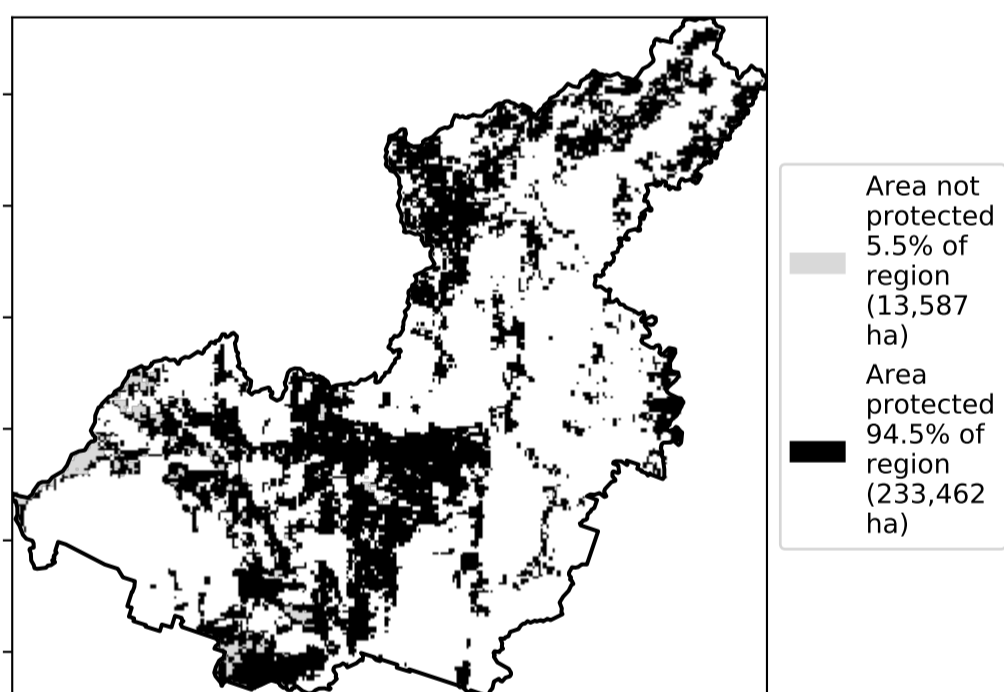 Area not
protected
5.5% of
region
(13,587
ha)
Area
protected
94.5% of
region
(233,462
ha)